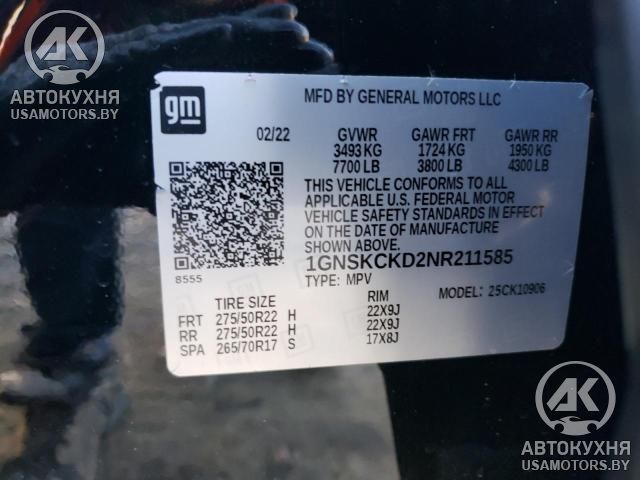 АВТОКУХНЯ
USAMOTORS.BY
gm
MFD BY GENERAL MOTORS LLC
02/22 GVWR GAWR FRT GAWR RR
3493 KG 1724 KG 1950 KG
7700 LB 3800 LB 4300 LB
THIS VEHICLE CONFORMS TO ALL
APPLICABLE U.S. FEDERAL MOTOR
VEHICLE SAFETY STANDARDS IN EFFECT
ON THE DATE OF MANUFACTURE
SHOWN ABOVE.
1GNSKCKD2NR211585
8555
TYPE: MPV MODEL: 25CK10906
TIRE SIZE RIM
FRT 275/50R22 H 22X9J
RR 275/50R22 H 22X9J
SPA 265/70R17 S 17X8J
АК
АВТОКУХНЯ
USAMOTORS.BY
АК